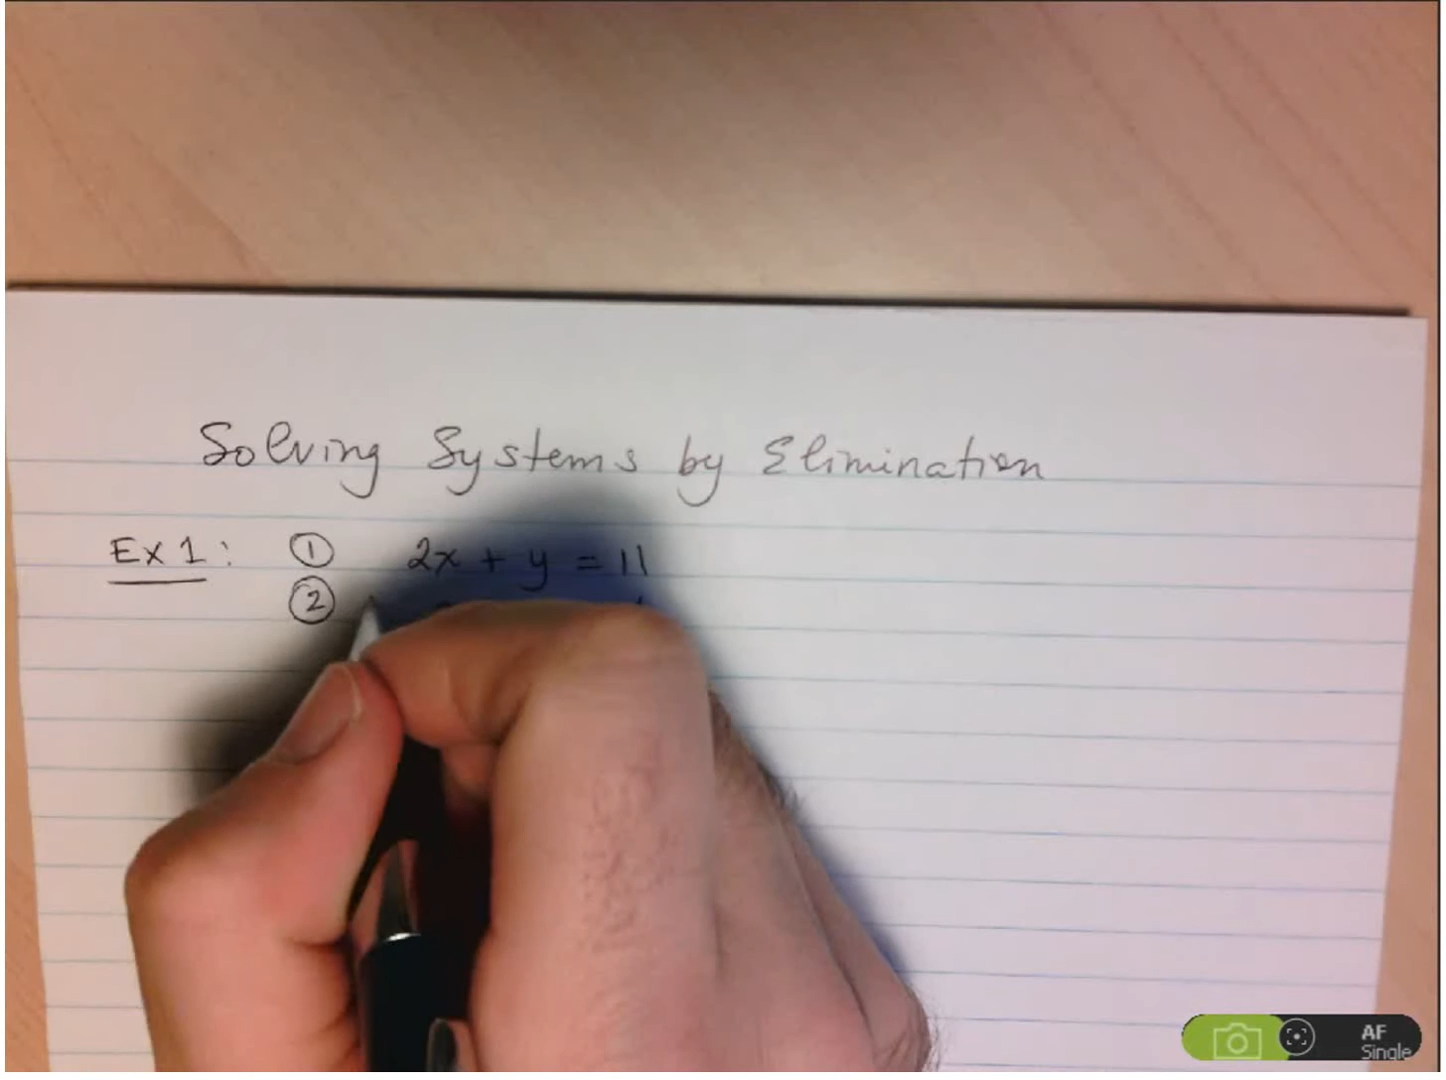 Solving Systems by Elimination
Ex 1: ① 2x + y = 11
②
AF
Single